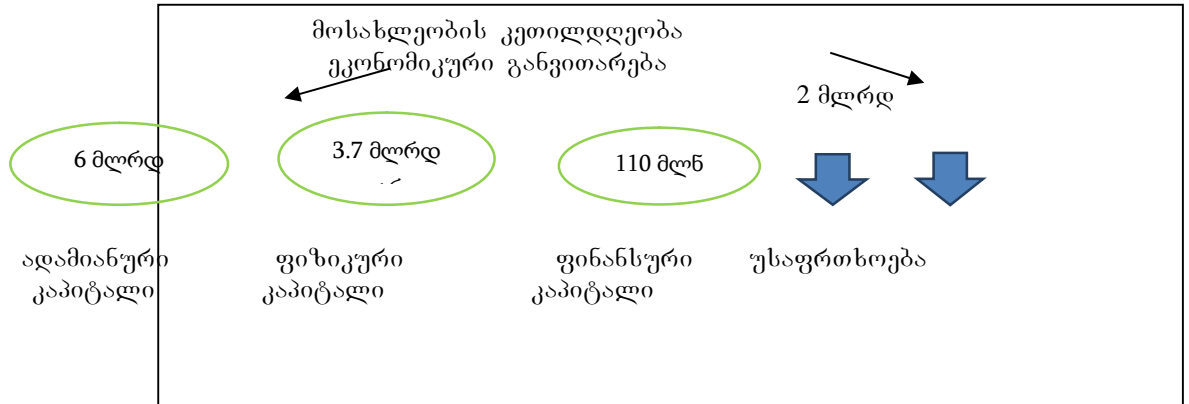 მოსახლეობის კეთილდღეობა
ეკონომიკური განვითარება
2 მლრდ
6 მლრდ
3.7 მლრდ
110 მლნ
ადამიანური
კაპიტალი
ფიზიკური
კაპიტალი
ფინანსური
კაპიტალი
უსაფრთხოება